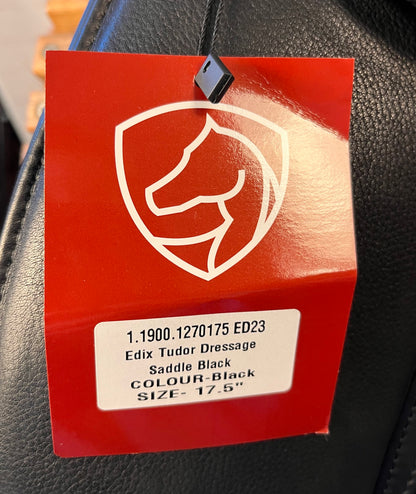 1.1900.1270175 ED23
Edix Tudor Dressage
Saddle Black
COLOUR-Black
SIZE- 17.5"